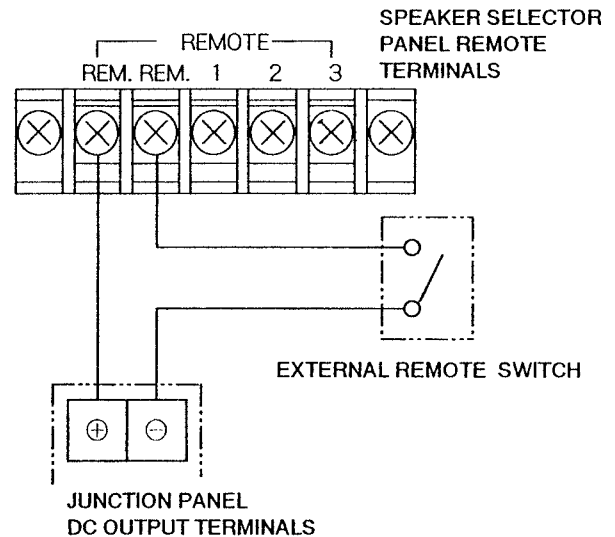 SPEAKER SELECTOR
PANEL REMOTE
TERMINALS
REMOTE
REM. REM. 1 2 3
EXTERNAL REMOTE SWITCH
+ −
JUNCTION PANEL
DC OUTPUT TERMINALS